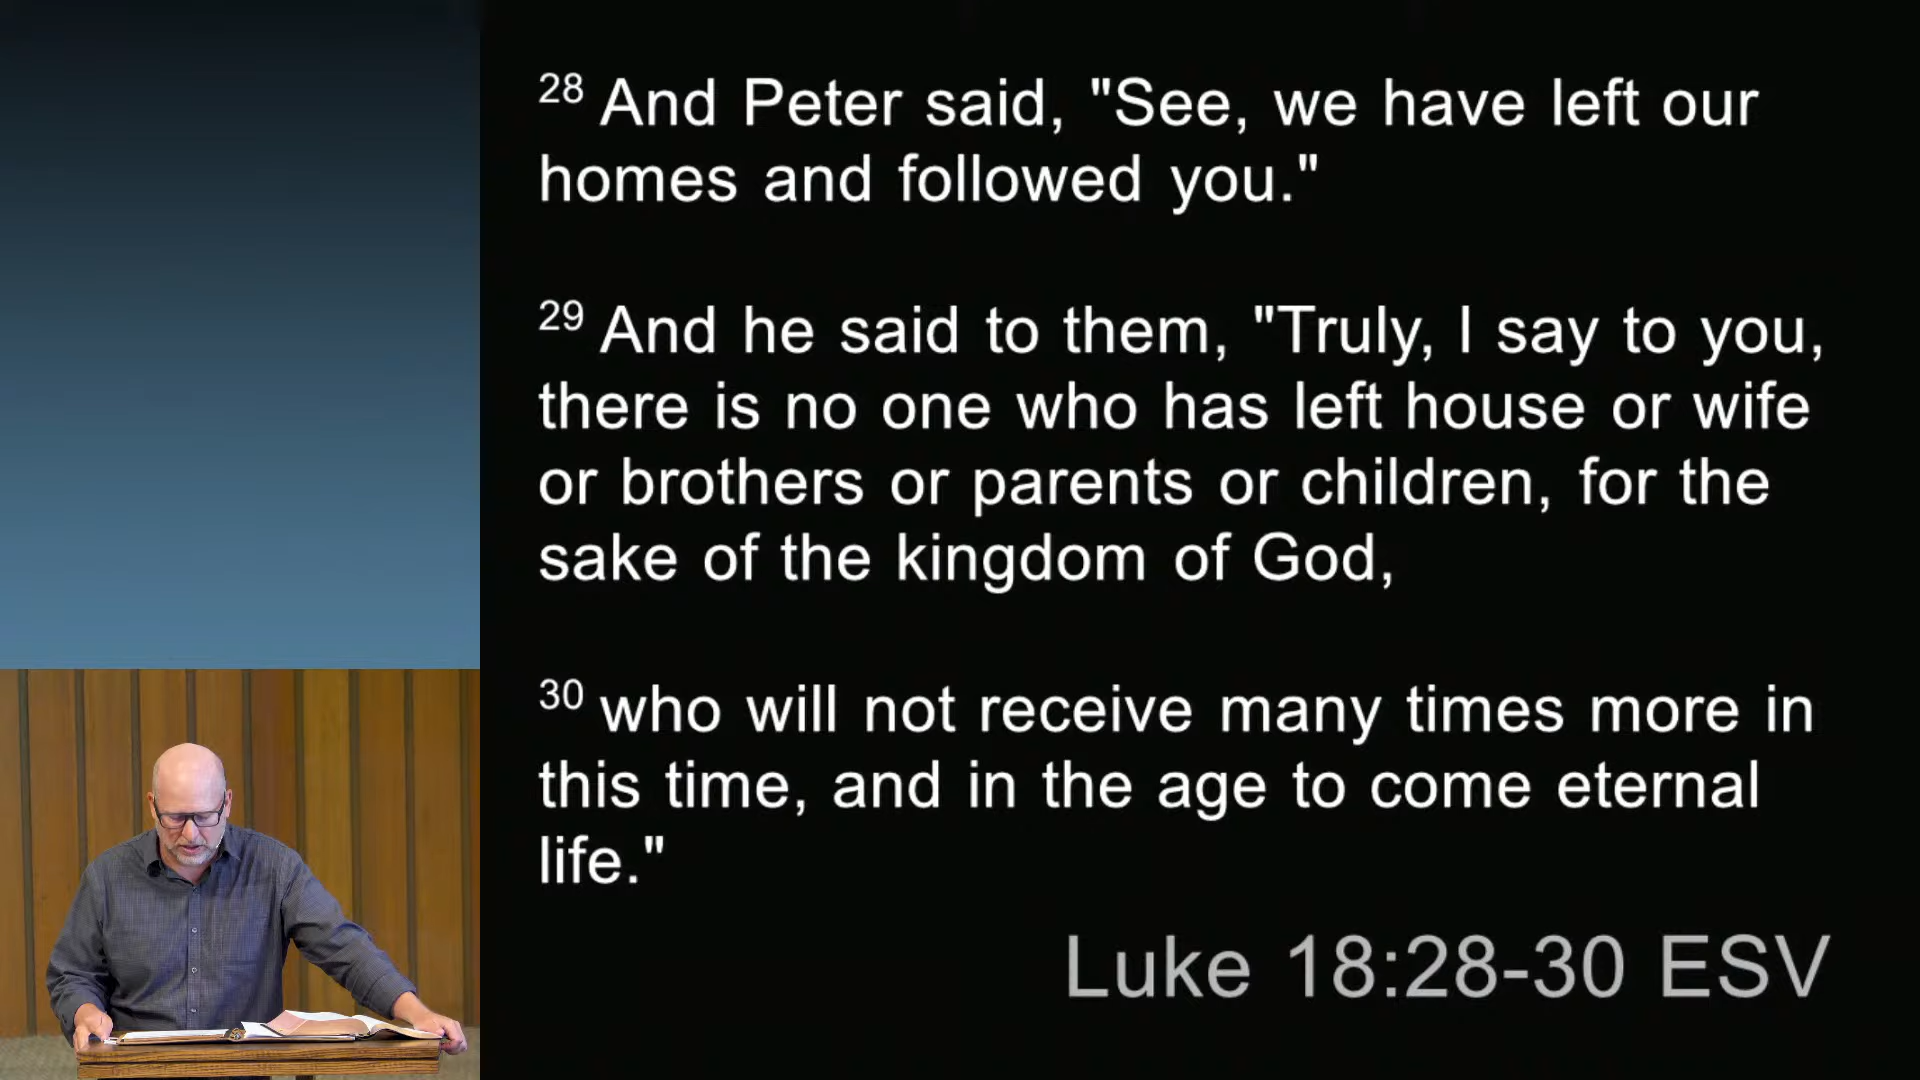 28 And Peter said, "See, we have left our
homes and followed you."
29 And he said to them, "Truly, I say to you,
there is no one who has left house or wife
or brothers or parents or children, for the
sake of the kingdom of God,
30 who will not receive many times more in
this time, and in the age to come eternal
life."
Luke 18:28-30 ESV